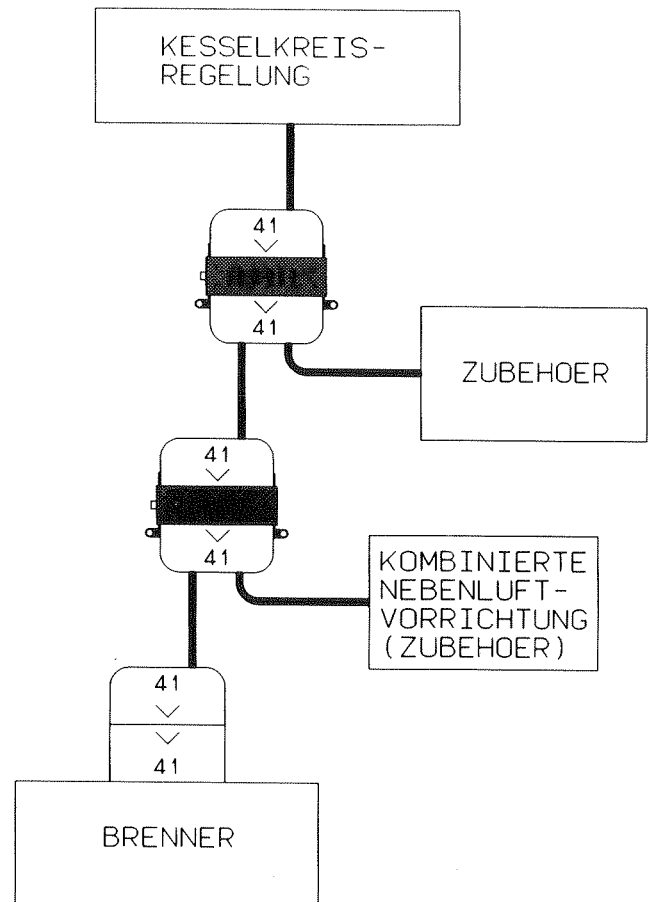 KESSELKREIS-
REGELUNG
41
41
ZUBEHOER
41
41
KOMBINIERTE
NEBENLUFT-
VORRICHTUNG
(ZUBEHOER)
41
41
BRENNER